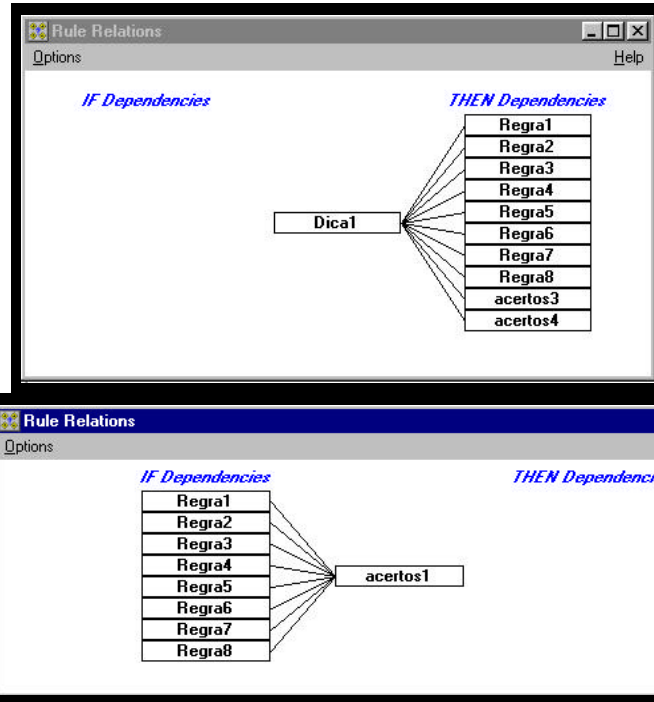 Rule Relations
Options Help
IF Dependencies THEN Dependencies
Regra1
Regra2
Regra3
Regra4
Regra5
Dica1
Regra6
Regra7
Regra8
acertos3
acertos4
Rule Relations
Options
IF Dependencies THEN Dependenci
Regra1
Regra2
Regra3
Regra4
acertos1
Regra5
Regra6
Regra7
Regra8